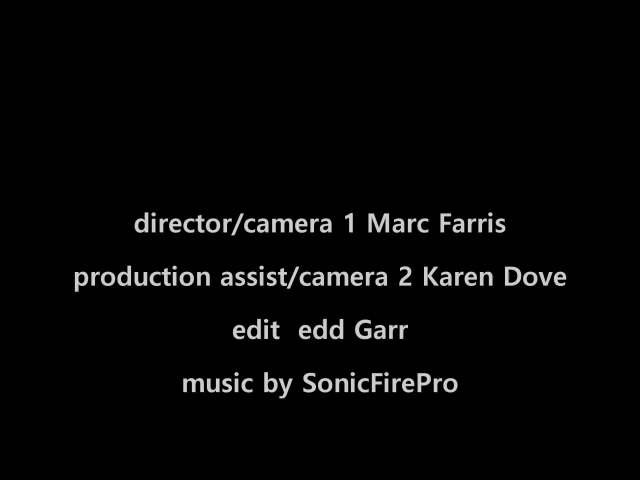 director/camera 1 Marc Farris
production assist/camera 2 Karen Dove
edit  edd Garr
music by SonicFirePro